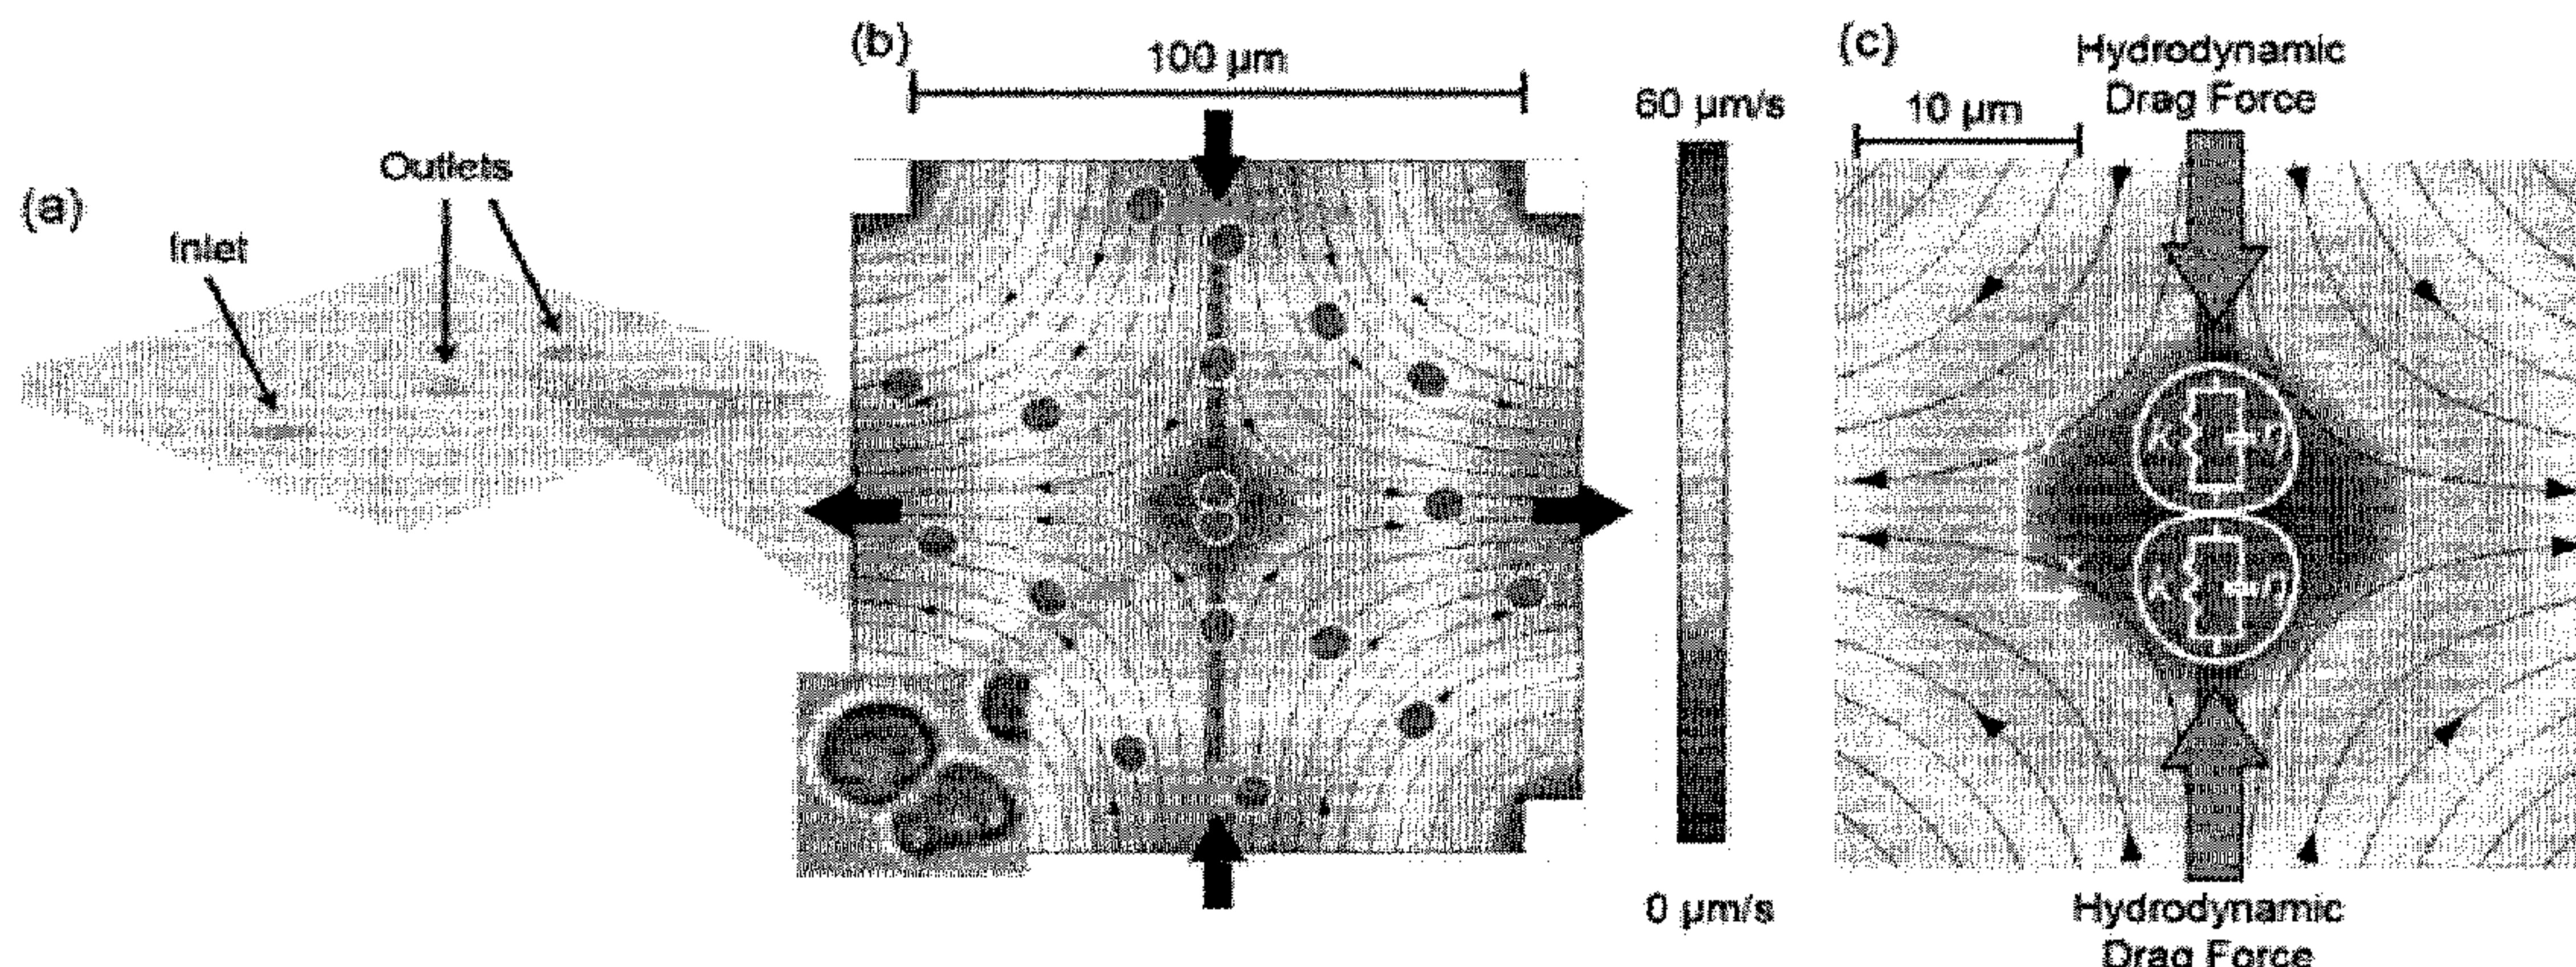 (a)
Inlet
Outlets
(b)
100 µm
60 µm/s
0 µm/s
(c)
10 µm
Hydrodynamic
Drag Force
Hydrodynamic
Drag Force